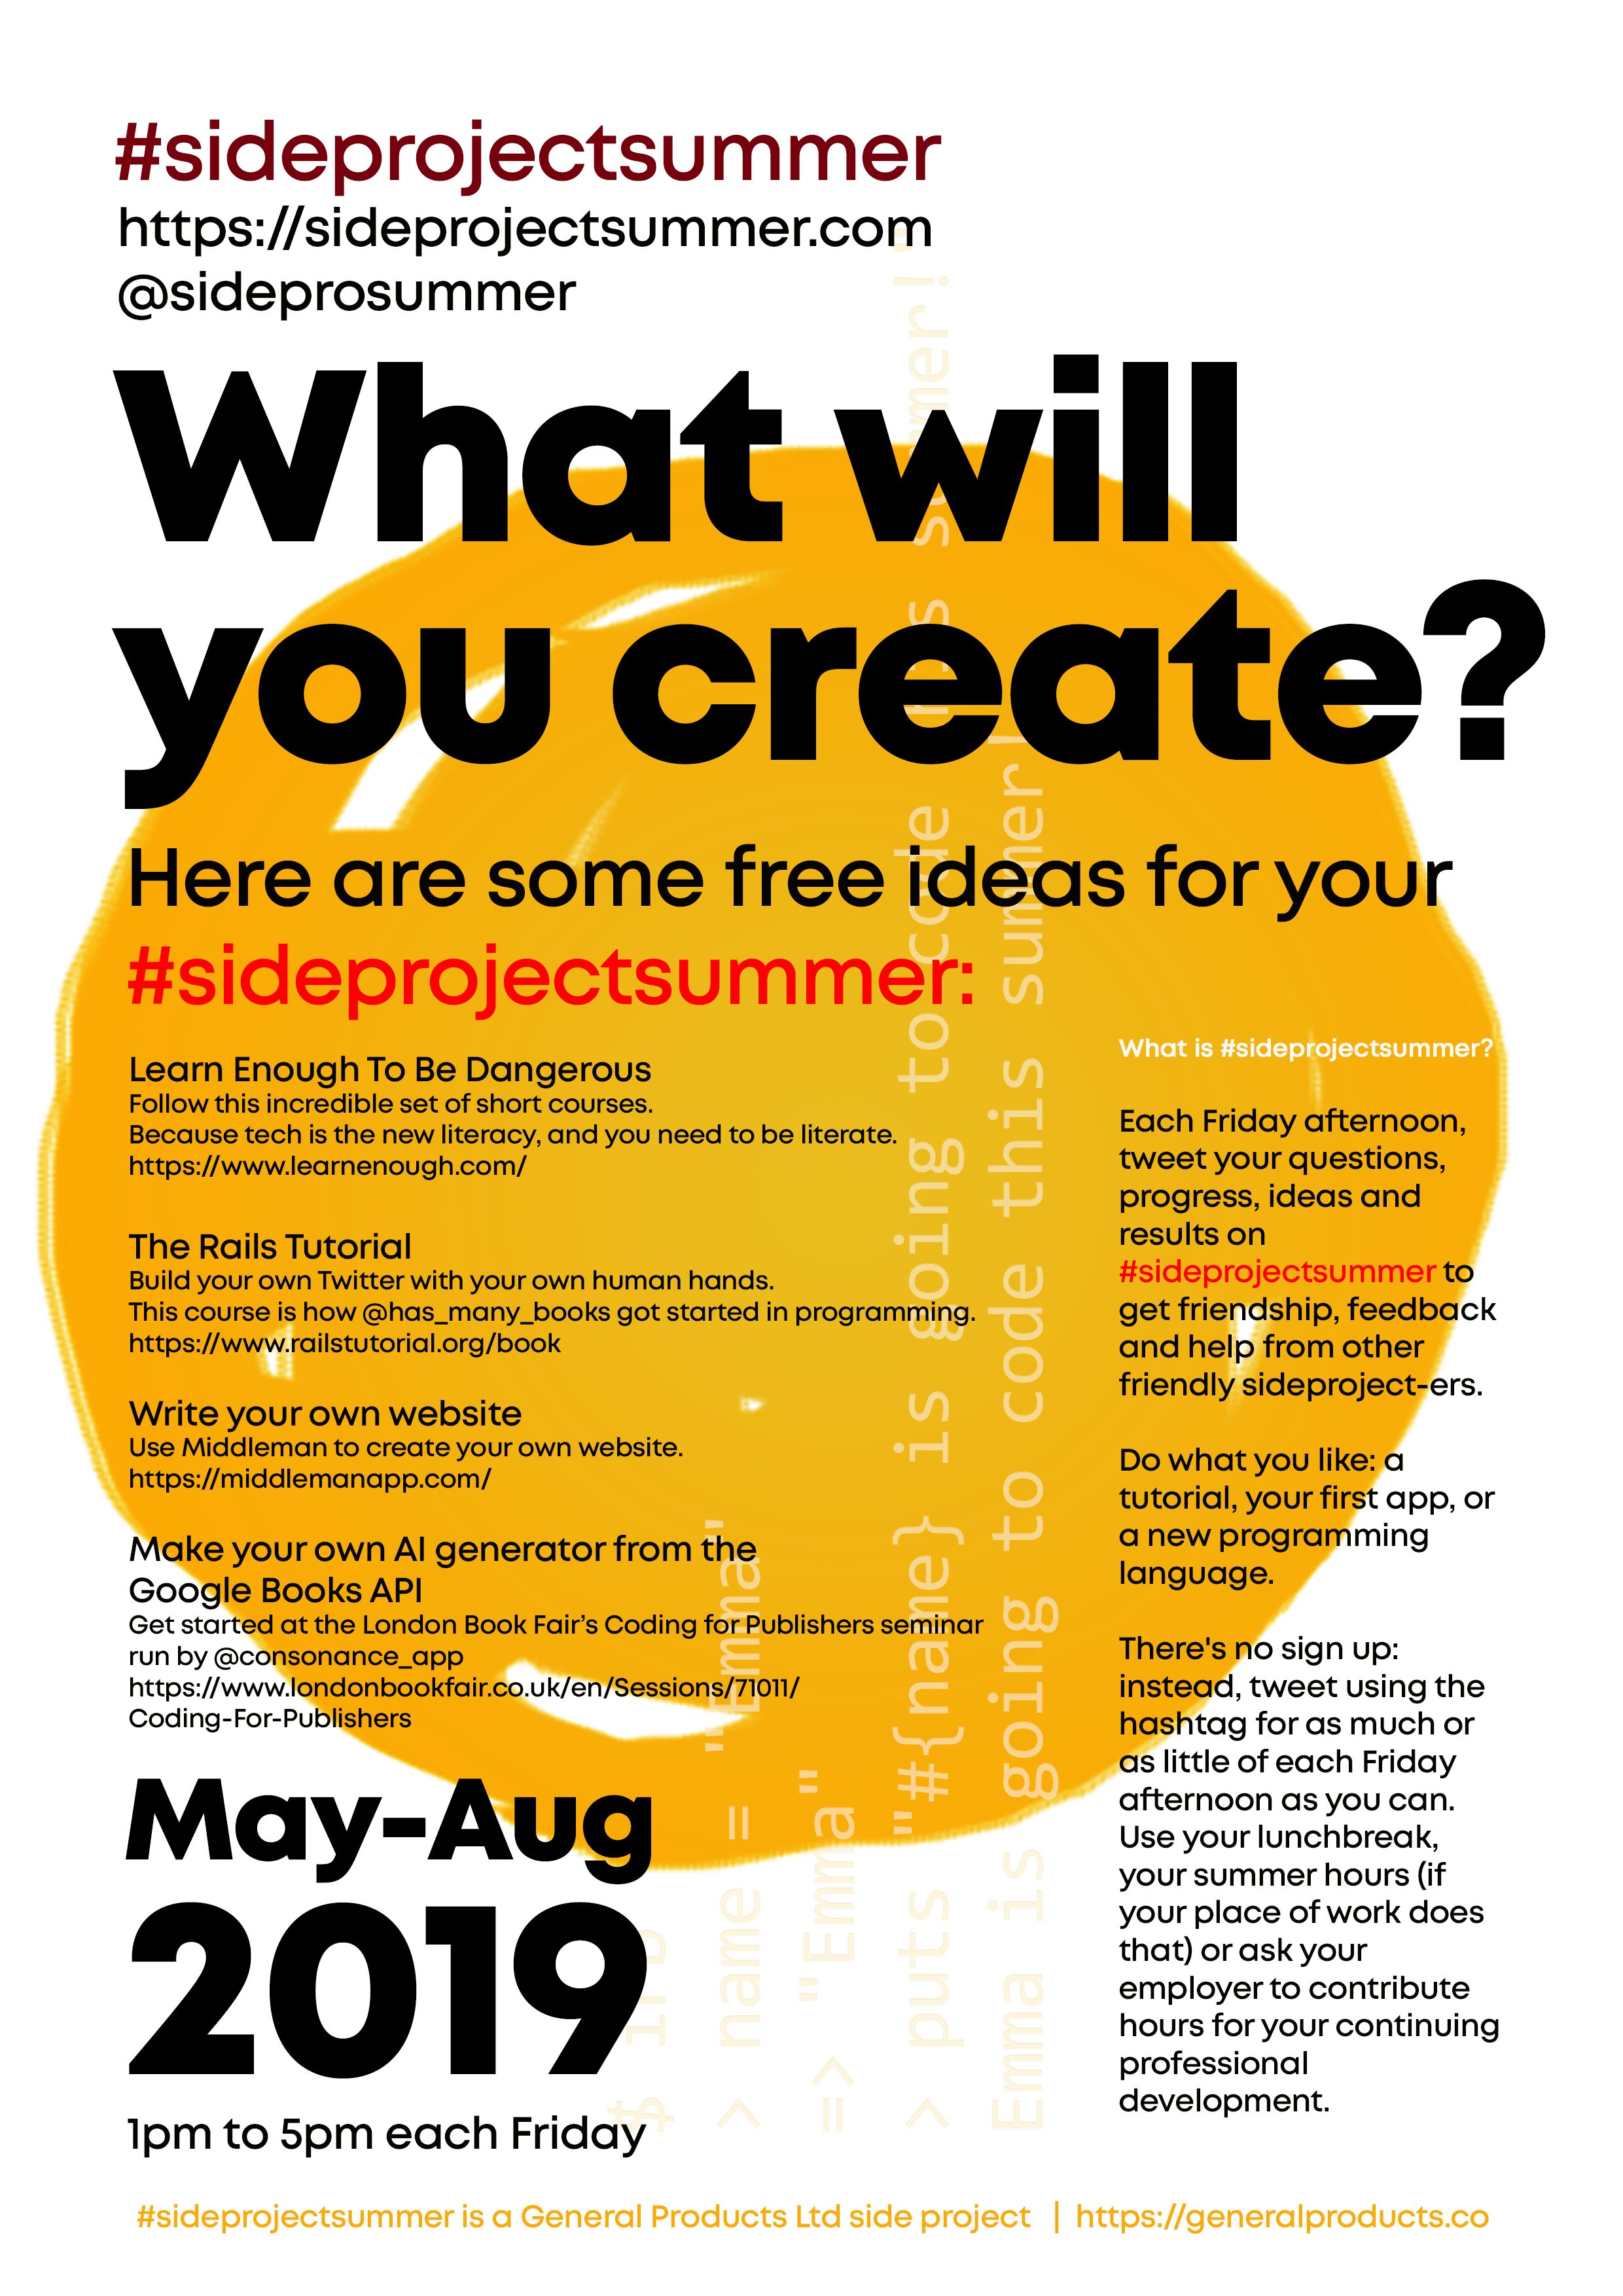 #sideprojectsummer
https://sideprojectsummer.com
@sideprosummer
What will
you create?
Here are some free ideas for your
#sideprojectsummer:
Learn Enough To Be Dangerous
Follow this incredible set of short courses.
Because tech is the new literacy, and you need to be literate.
https://www.learnenough.com/
The Rails Tutorial
Build your own Twitter with your own human hands.
This course is how @has_many_books got started in programming.
https://www.railstutorial.org/book
Write your own website
Use Middleman to create your own website.
https://middlemanapp.com/
Make your own AI generator from the
Google Books API
Get started at the London Book Fair’s Coding for Publishers seminar
run by @consonance_app
https://www.londonbookfair.co.uk/en/Sessions/71011/
Coding-For-Publishers
May-Aug
2019
1pm to 5pm each Friday
What is #sideprojectsummer?
Each Friday afternoon,
tweet your questions,
progress, ideas and
results on
#sideprojectsummer to
get friendship, feedback
and help from other
friendly sideproject-ers.
Do what you like: a
tutorial, your first app, or
a new programming
language.
There's no sign up:
instead, tweet using the
hashtag for as much or
as little of each Friday
afternoon as you can.
Use your lunchbreak,
your summer hours (if
your place of work does
that) or ask your
employer to contribute
hours for your continuing
professional
development.
$ irb
> name = "Emma"
=> "Emma"
> puts "#{name} is going to code this summer!"
Emma is going to code this summer!
#sideprojectsummer is a General Products Ltd side project | https://generalproducts.co